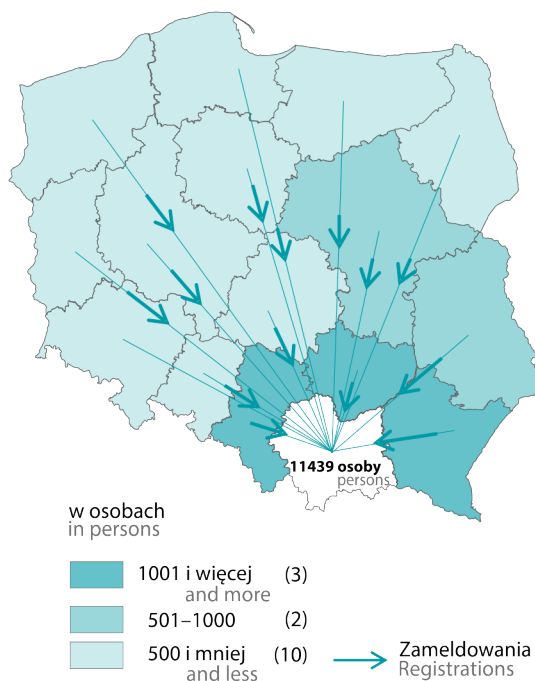 11439 osoby
persons
w osobach
in persons
1001 i więcej (3)
and more
501–1000 (2)
500 i mniej (10)
and less
Zameldowania
Registrations